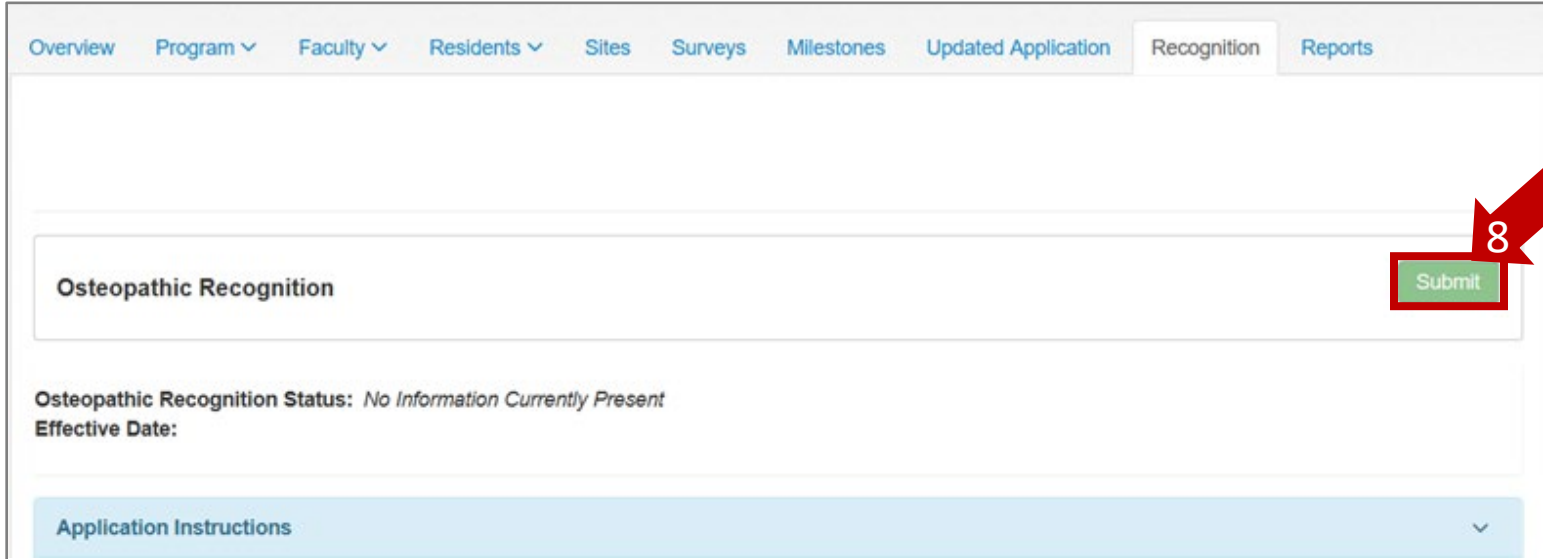 Overview Program Faculty Residents Sites Surveys Milestones Updated Application Recognition Reports
8
Osteopathic Recognition Submit
Osteopathic Recognition Status: No Information Currently Present
Effective Date:
Application Instructions